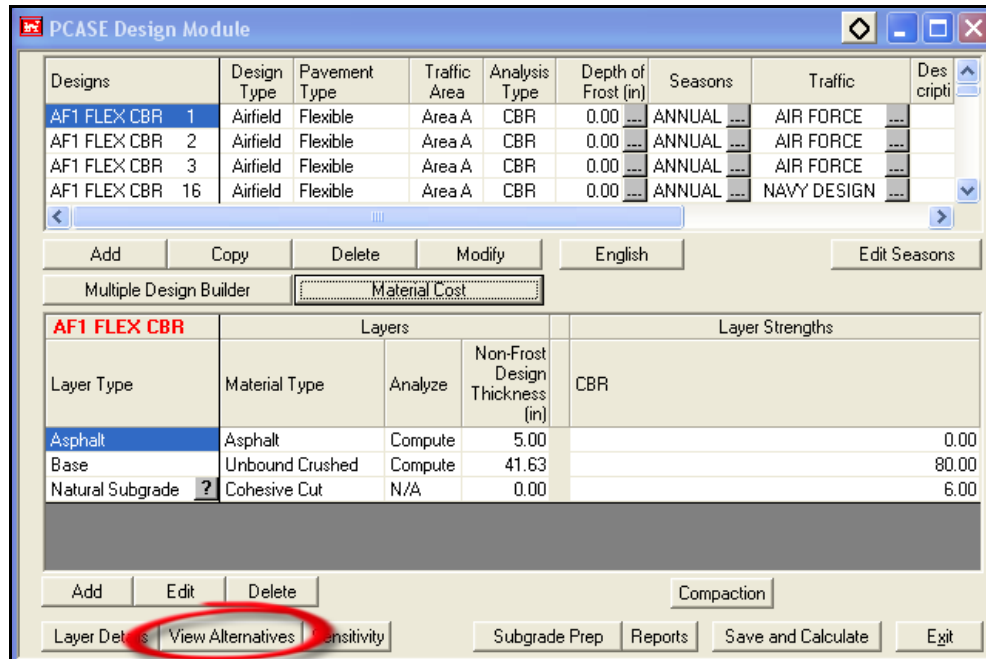 PCASE Design Module
Designs Design Type Pavement Type Traffic Area Analysis Type Depth of Frost (in) Seasons Traffic Des cripti
AF1 FLEX CBR 1 Airfield Flexible Area A CBR 0.00 ... ANNUAL ... AIR FORCE ...
AF1 FLEX CBR 2 Airfield Flexible Area A CBR 0.00 ... ANNUAL ... AIR FORCE ...
AF1 FLEX CBR 3 Airfield Flexible Area A CBR 0.00 ... ANNUAL ... AIR FORCE ...
AF1 FLEX CBR 16 Airfield Flexible Area A CBR 0.00 ... ANNUAL ... NAVY DESIGN ...
Add Copy Delete Modify English Edit Seasons
Multiple Design Builder Material Cost
AF1 FLEX CBR Layers Layer Strengths
Layer Type Material Type Analyze Non-Frost Design Thickness (in) CBR
Asphalt Asphalt Compute 5.00 0.00
Base Unbound Crushed Compute 41.63 80.00
Natural Subgrade ? Cohesive Cut N/A 0.00 6.00
Add Edit Delete Compaction
Layer Details View Alternatives Sensitivity Subgrade Prep Reports Save and Calculate Exit